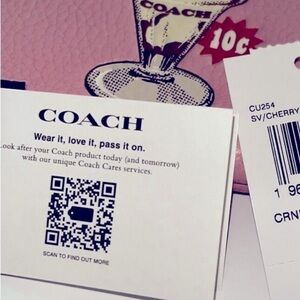 COACH
10¢
COACH
Wear it, love it, pass it on.
Look after your Coach product today (and tomorrow)
with our unique Coach Cares services.
SCAN TO FIND OUT MORE
CU254
SV/CHERRY
1 96
CRN